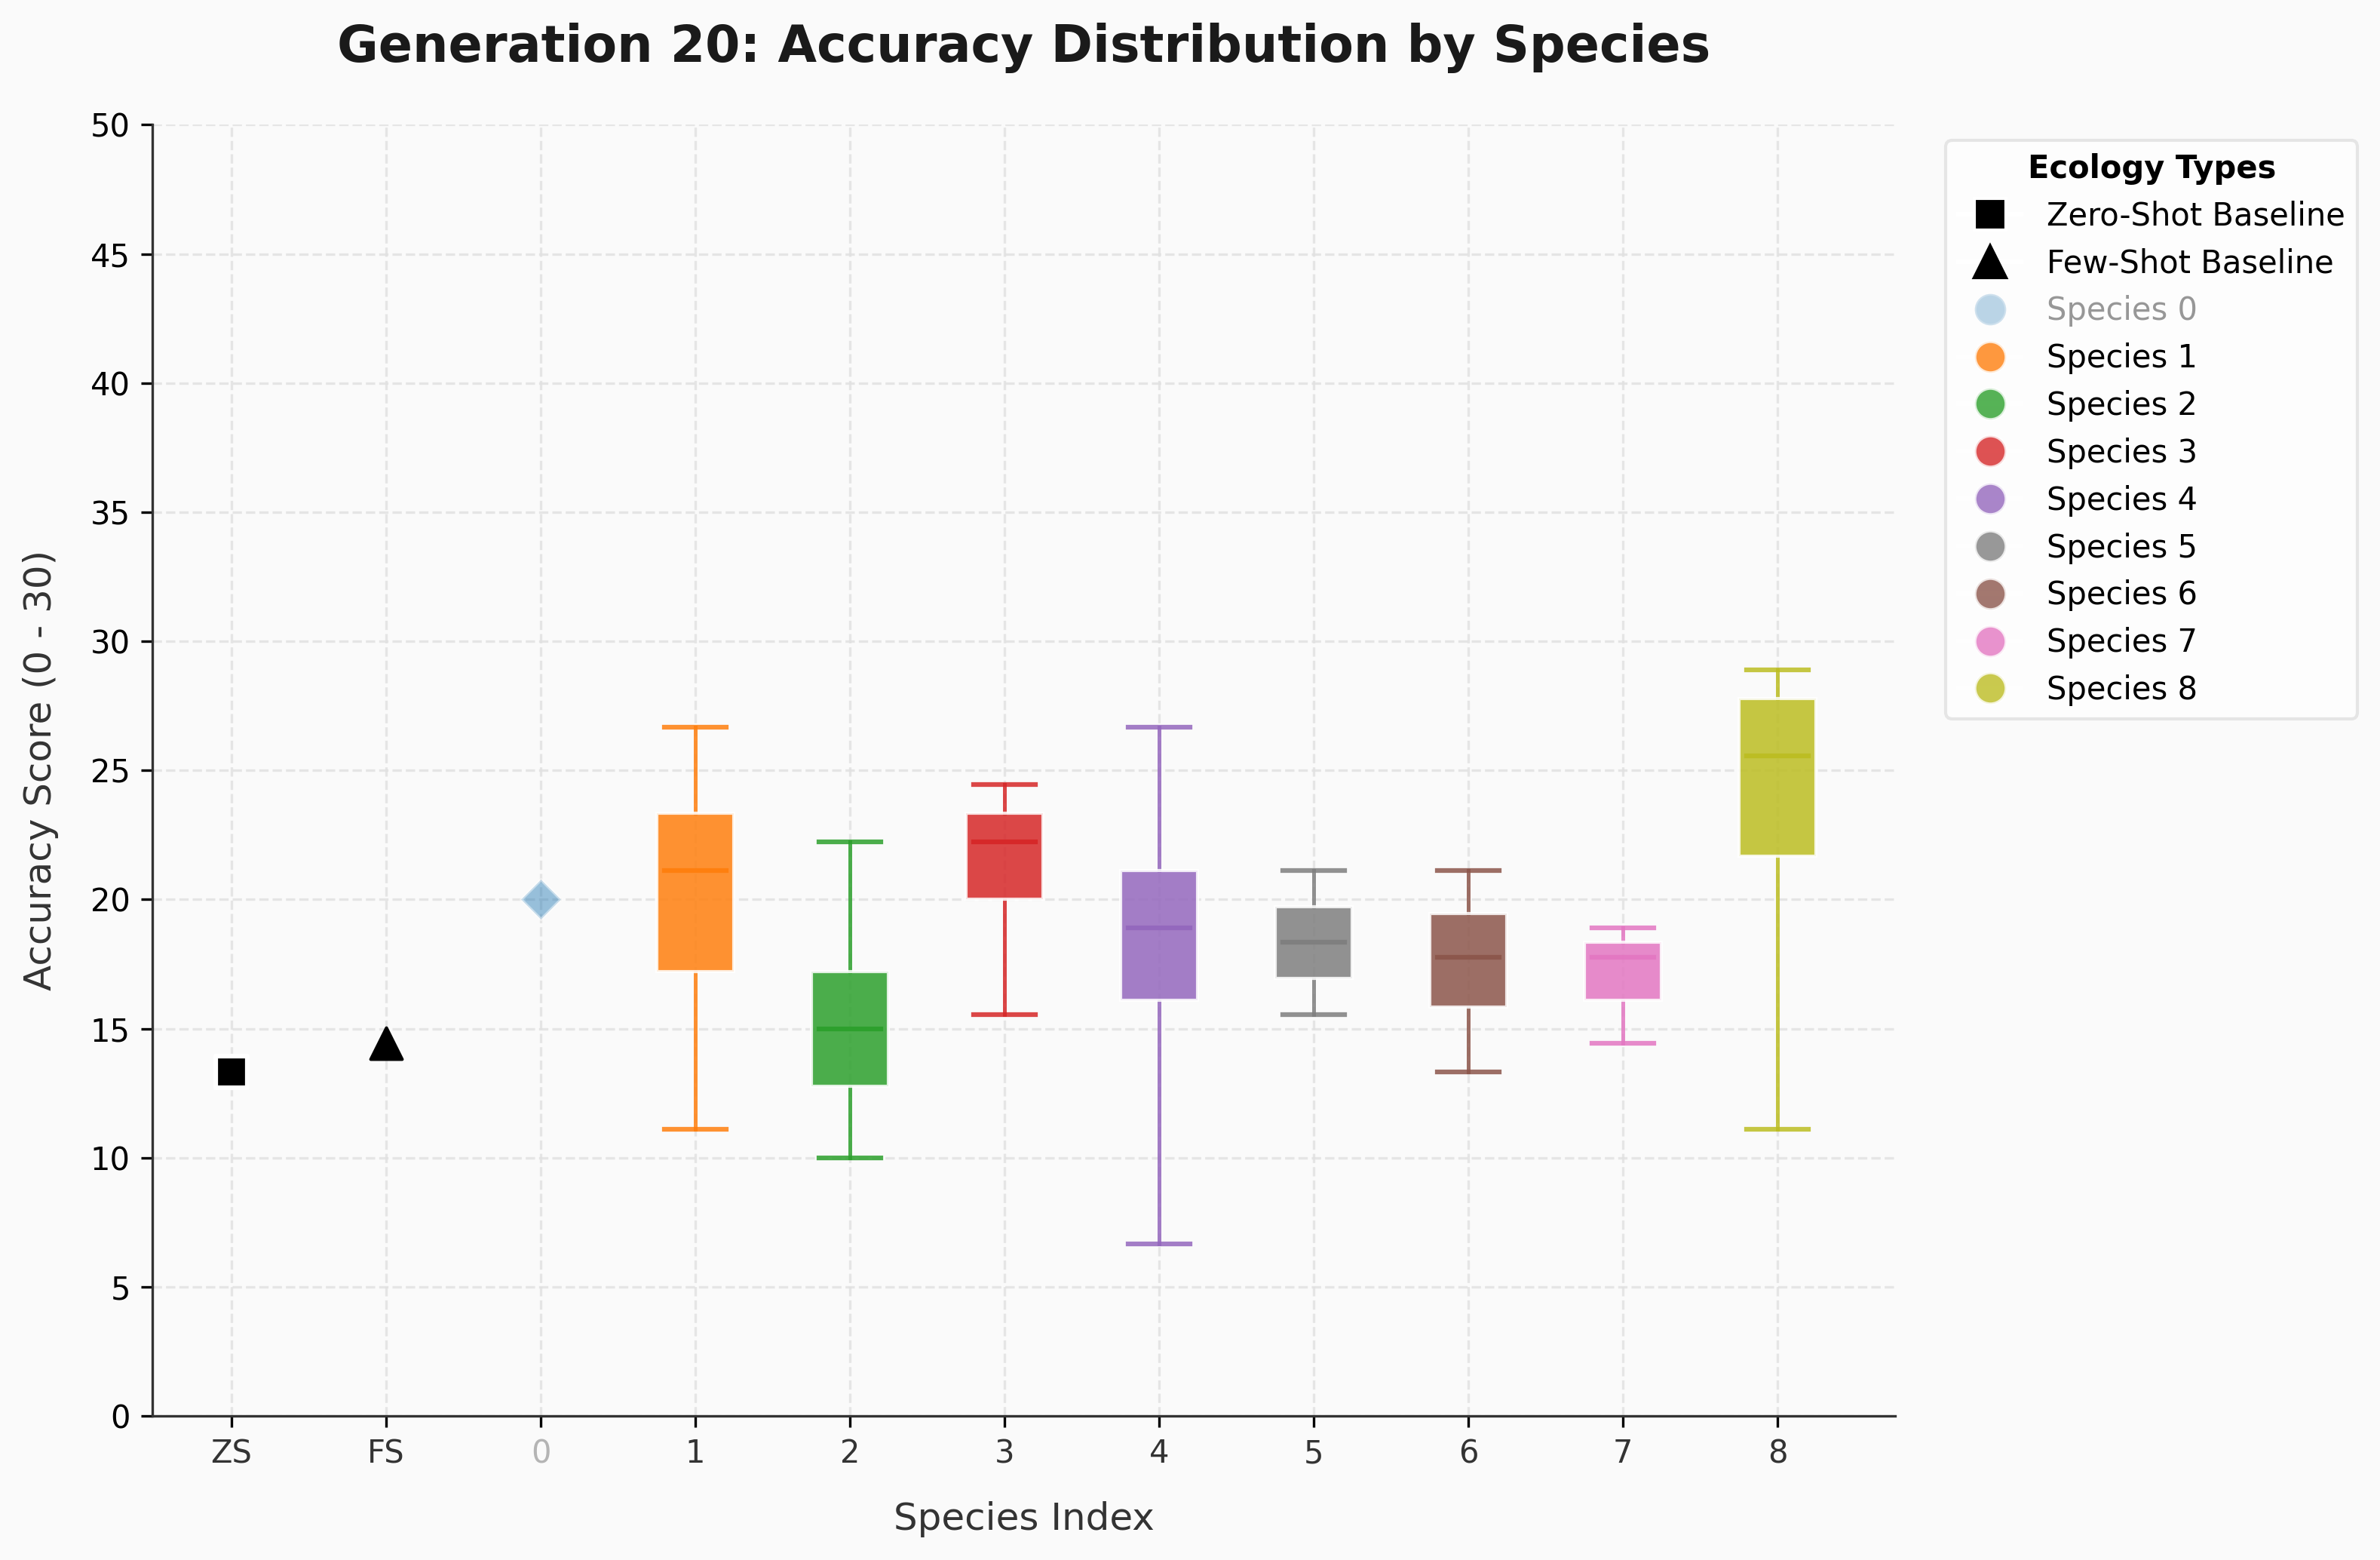 Generation 20: Accuracy Distribution by Species
Accuracy Score (0 - 30)
50
45
40
35
30
25
20
15
10
5
0
ZS FS 0 1 2 3 4 5 6 7 8
Species Index
Ecology Types
Zero-Shot Baseline
Few-Shot Baseline
Species 0
Species 1
Species 2
Species 3
Species 4
Species 5
Species 6
Species 7
Species 8